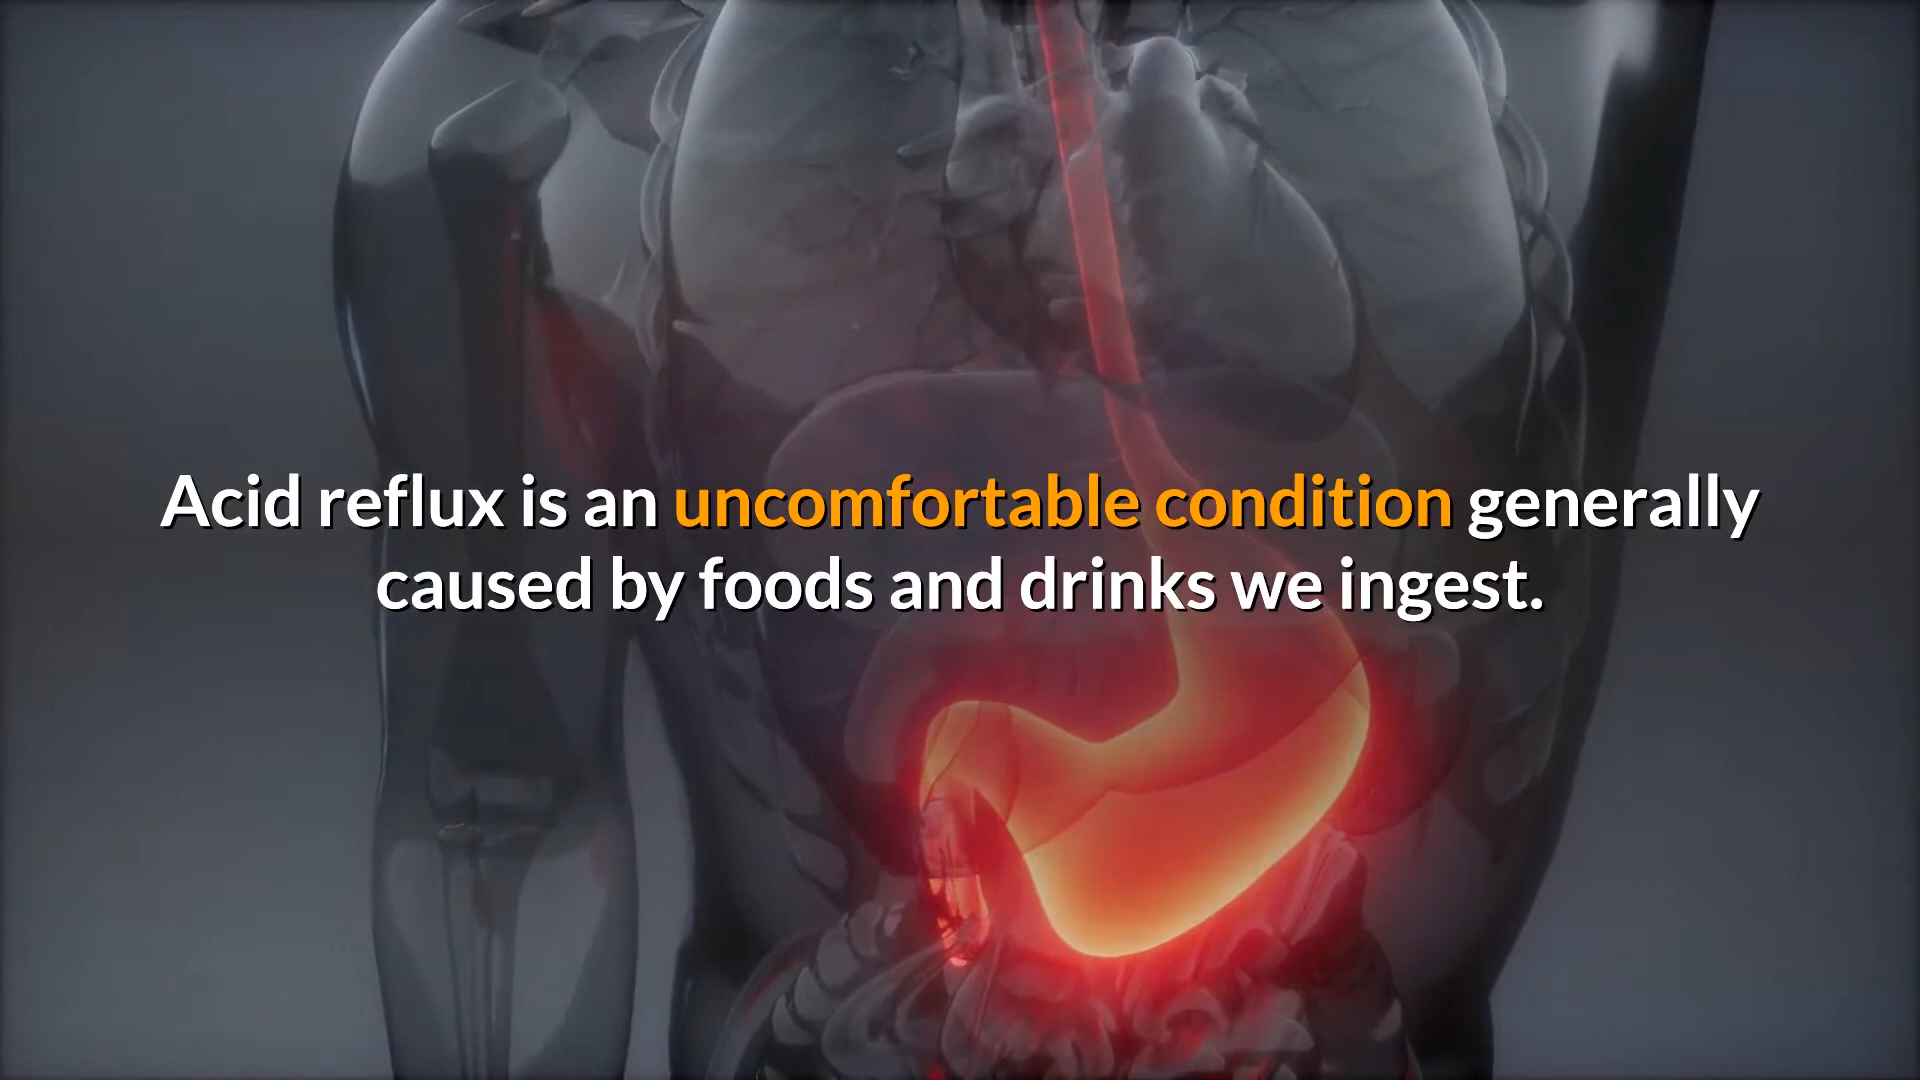 Acid reflux is an uncomfortable condition generally
caused by foods and drinks we ingest.